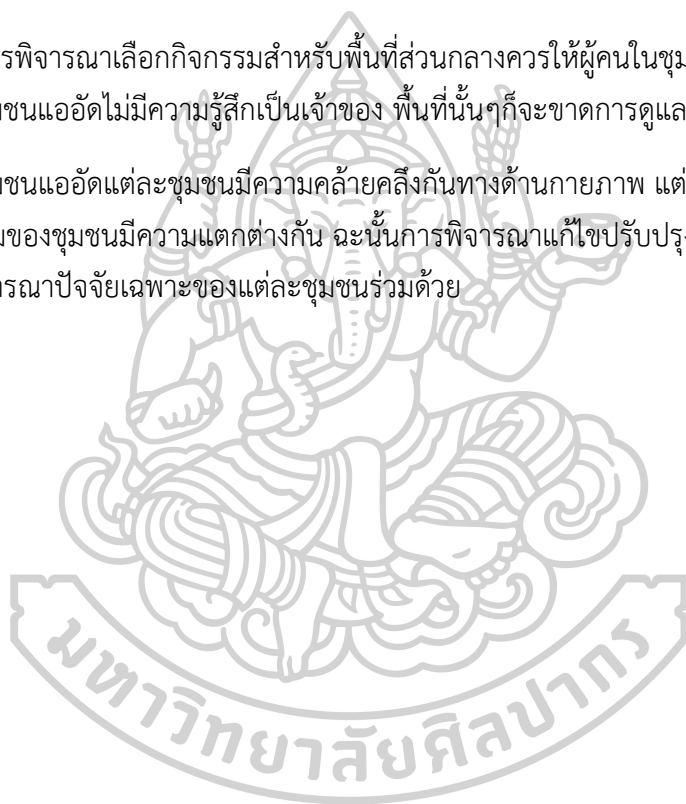 รพิจารณาเลือกกิจกรรมสำหรับพื้นที่ส่วนกลางควรให้ผู้คนในชุม
มชนแออัดไม่มีความรู้สึกเป็นเจ้าของ พื้นที่นั้นๆก็จะขาดการดูแล
มชนแออัดแต่ละชุมชนมีความคล้ายคลึงกันทางด้านกายภาพ แต่
มของชุมชนมีความแตกต่างกัน ฉะนั้นการพิจารณาแก้ไขปรับปรุง
ารณาปัจจัยเฉพาะของแต่ละชุมชนร่วมด้วย
มหาวิทยาลัยศิลปากร